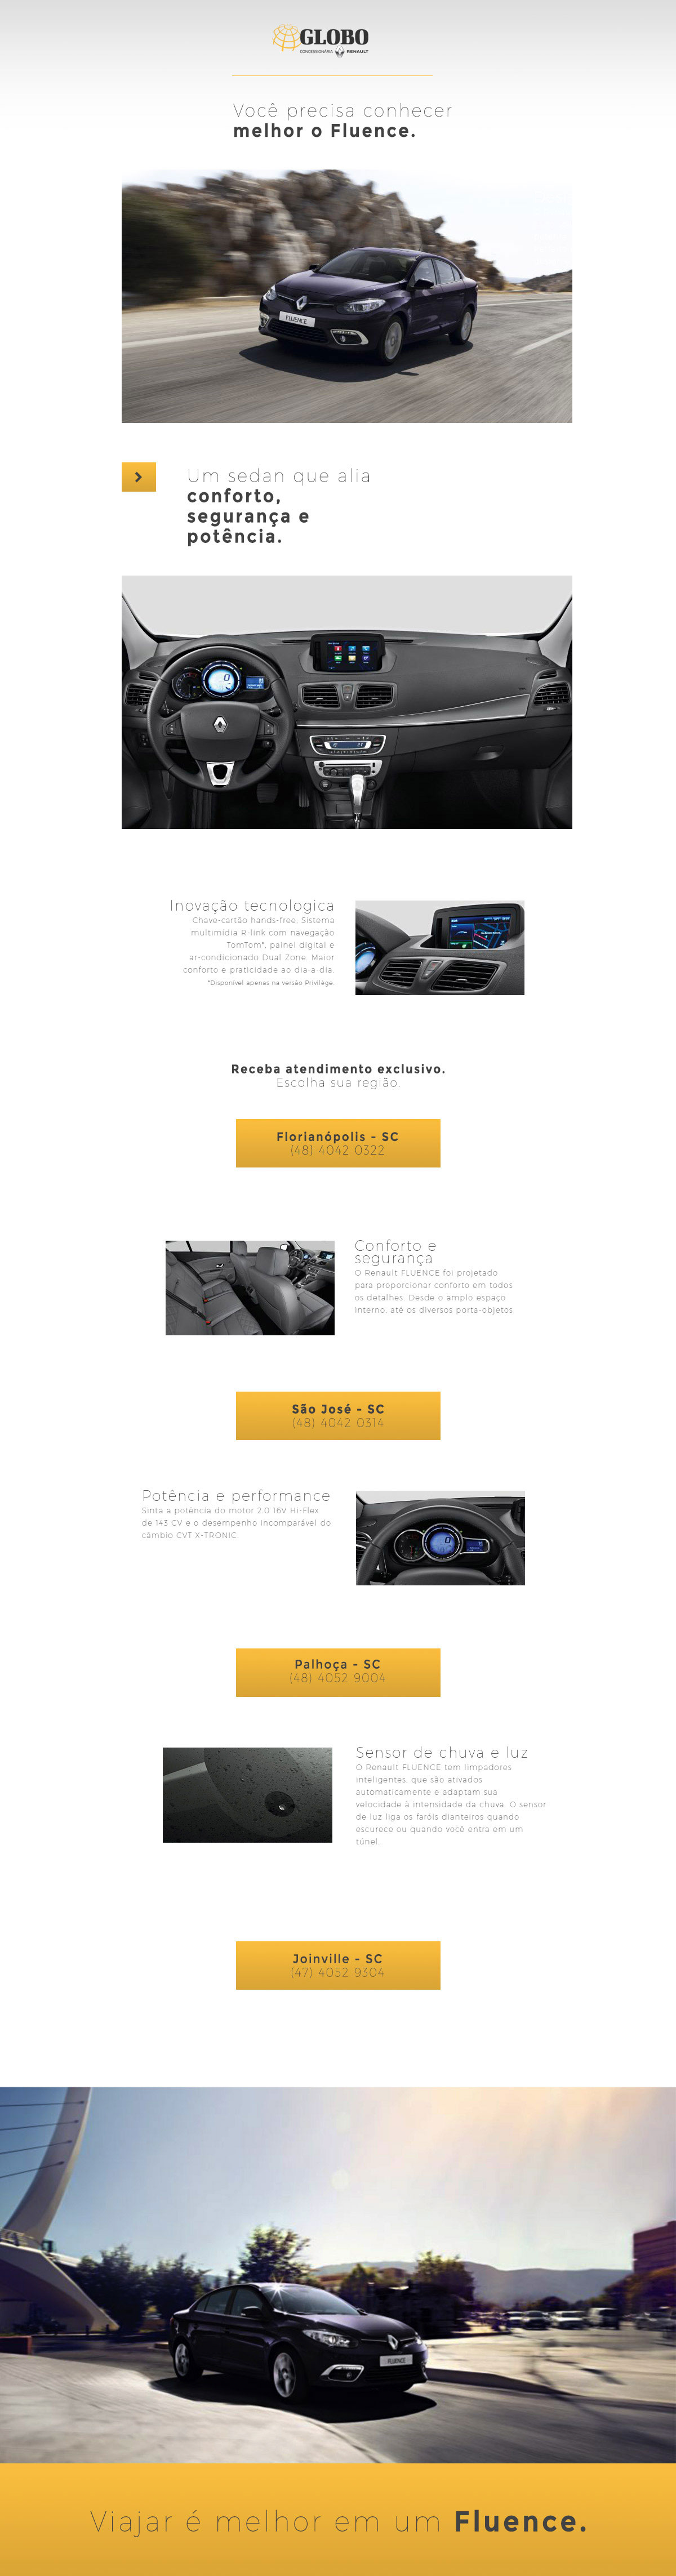 GLOBO
CONCESSIONÁRIA RENAULT
Você precisa conhecer
melhor o Fluence.
FLUENCE
Um sedan que alia
conforto,
segurança e
potência.
Inovação tecnologica
Chave-cartão hands-free, Sistema
multimídia R-link com navegação
TomTom*, painel digital e
ar-condicionado Dual Zone. Maior
conforto e praticidade ao dia-a-dia.
*Disponível apenas na versão Privilège.
Receba atendimento exclusivo.
Escolha sua região.
Florianópolis - SC
(48) 4042 0322
Conforto e
segurança
O Renault FLUENCE foi projetado
para proporcionar conforto em todos
os detalhes. Desde o amplo espaço
interno, até os diversos porta-objetos
São José - SC
(48) 4042 0314
Potência e performance
Sinta a potência do motor 2.0 16V Hi-Flex
de 143 CV e o desempenho incomparável do
câmbio CVT X-TRONIC.
Palhoça - SC
(48) 4052 9004
Sensor de chuva e luz
O Renault FLUENCE tem limpadores
inteligentes, que são ativados
automaticamente e adaptam sua
velocidade à intensidade da chuva. O sensor
de luz liga os faróis dianteiros quando
escurece ou quando você entra em um
túnel.
Joinville - SC
(47) 4052 9304
FLUENCE
Viajar é melhor em um Fluence.